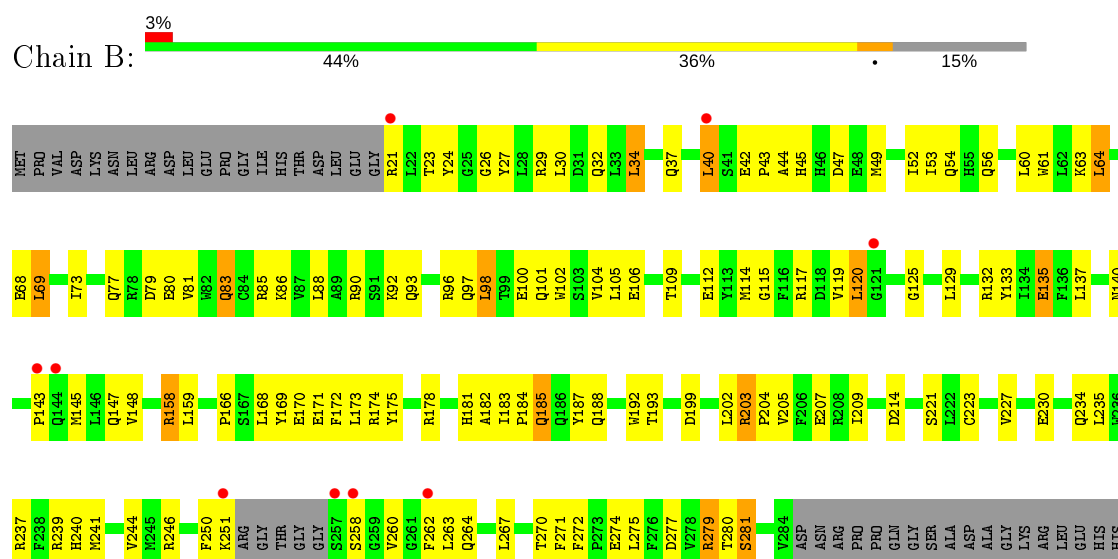 3%
Chain B:
44% 36% • 15%
MET PRO VAL ASP LYS ASN LEU ARG ASP LEU GLU PRO GLY ILE HIS THR ASP LEU GLU GLY R21 L22 T23 Y24 G25 G26 Y27 L28 R29 L30 D31 Q32 L33 L34 Q37 L40 S41 E42 P43 A44 H45 H46 D47 E48 M49 I52 I53 Q54 H55 Q56 L60 W61 L62 K63 L64
E68 L69 I73 Q77 R78 D79 E80 V81 W82 Q83 C84 R85 K86 V87 L88 A89 R90 S91 K92 Q93 R96 Q97 L98 T99 E100 Q101 W102 S103 V104 L105 E106 T109 E112 Y113 M114 G115 F116 R117 D118 V119 L120 G121 G125 L129 R132 Y133 I134 E135 F136 L137 N140
P143 Q144 M145 L146 Q147 V148 R158 L159 P166 S167 L168 Y169 E170 E171 F172 L173 R174 Y175 R178 H181 A182 I183 P184 Q185 Q186 Y187 Q188 W192 T193 D199 L202 R203 P204 V205 F206 E207 R208 I209 D214 S221 L222 C223 V227 E230 Q234 L235 W236
R237 F238 R239 H240 M241 V244 M245 R246 F250 K251 ARG GLY THR GLY GLY S257 S258 G259 V260 G261 F262 L263 Q264 L267 T270 F271 F272 P273 E274 L275 F276 D277 V278 R279 T280 S281 V284 ASP ASN ARG PRO PRO GLN GLY SER ALA ASP ALA GLY LYS ARG LEU GLU HIS HIS